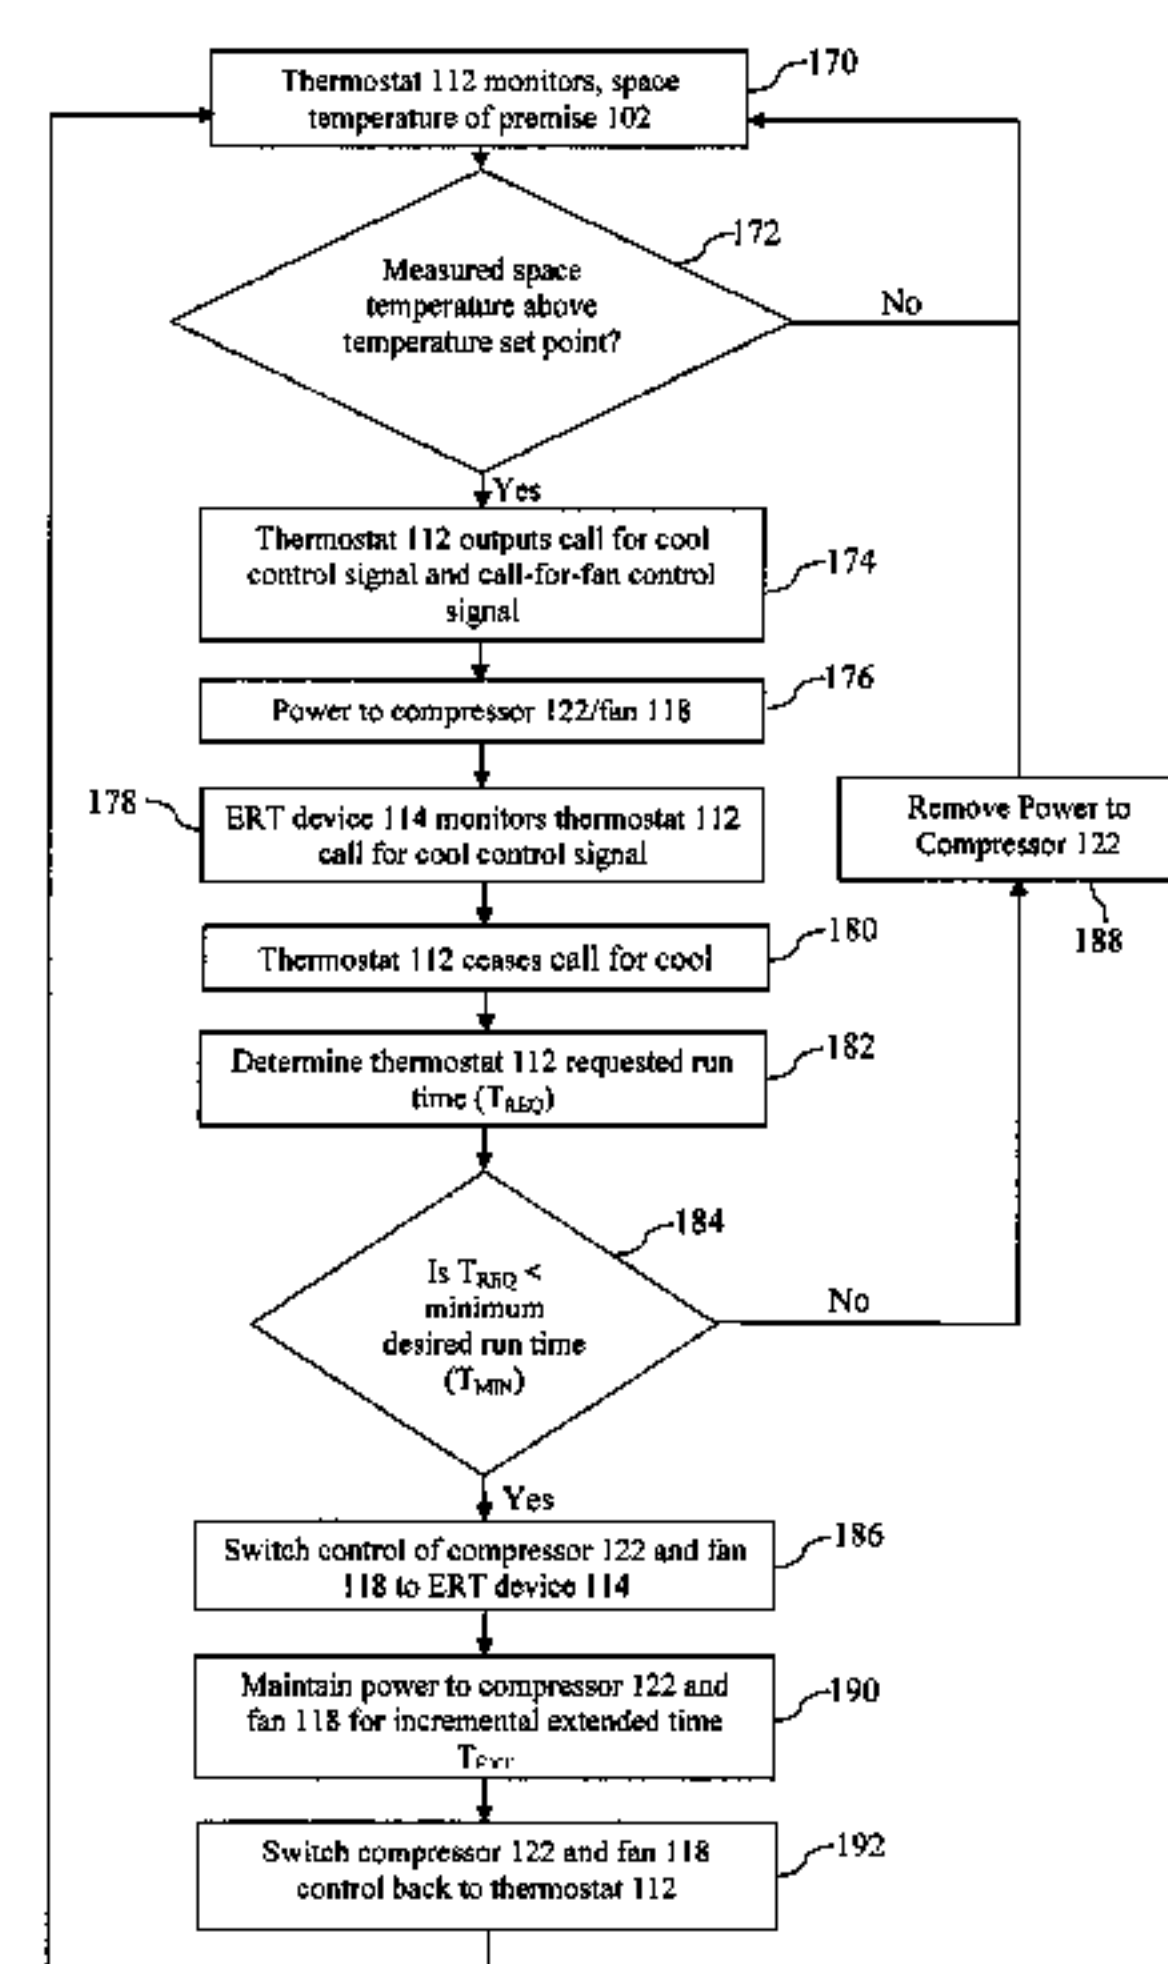 170
Thermostat 112 monitors, space
temperature of premise 102
172
Measured space
temperature above
temperature set point?
No
Yes
Thermostat 112 outputs call for cool
control signal and call-for-fan control
signal
174
176
Power to compressor 122/fan 118
178
ERT device 114 monitors thermostat 112
call for cool control signal
Remove Power to
Compressor 122
188
180
Thermostat 112 ceases call for cool
182
Determine thermostat 112 requested run
time (TREQ)
184
Is TREQ <
minimum
desired run time
(TMIN)
No
Yes
186
Switch control of compressor 122 and fan
118 to ERT device 114
190
Maintain power to compressor 122 and
fan 118 for incremental extended time
TEXT
192
Switch compressor 122 and fan 118
control back to thermostat 112